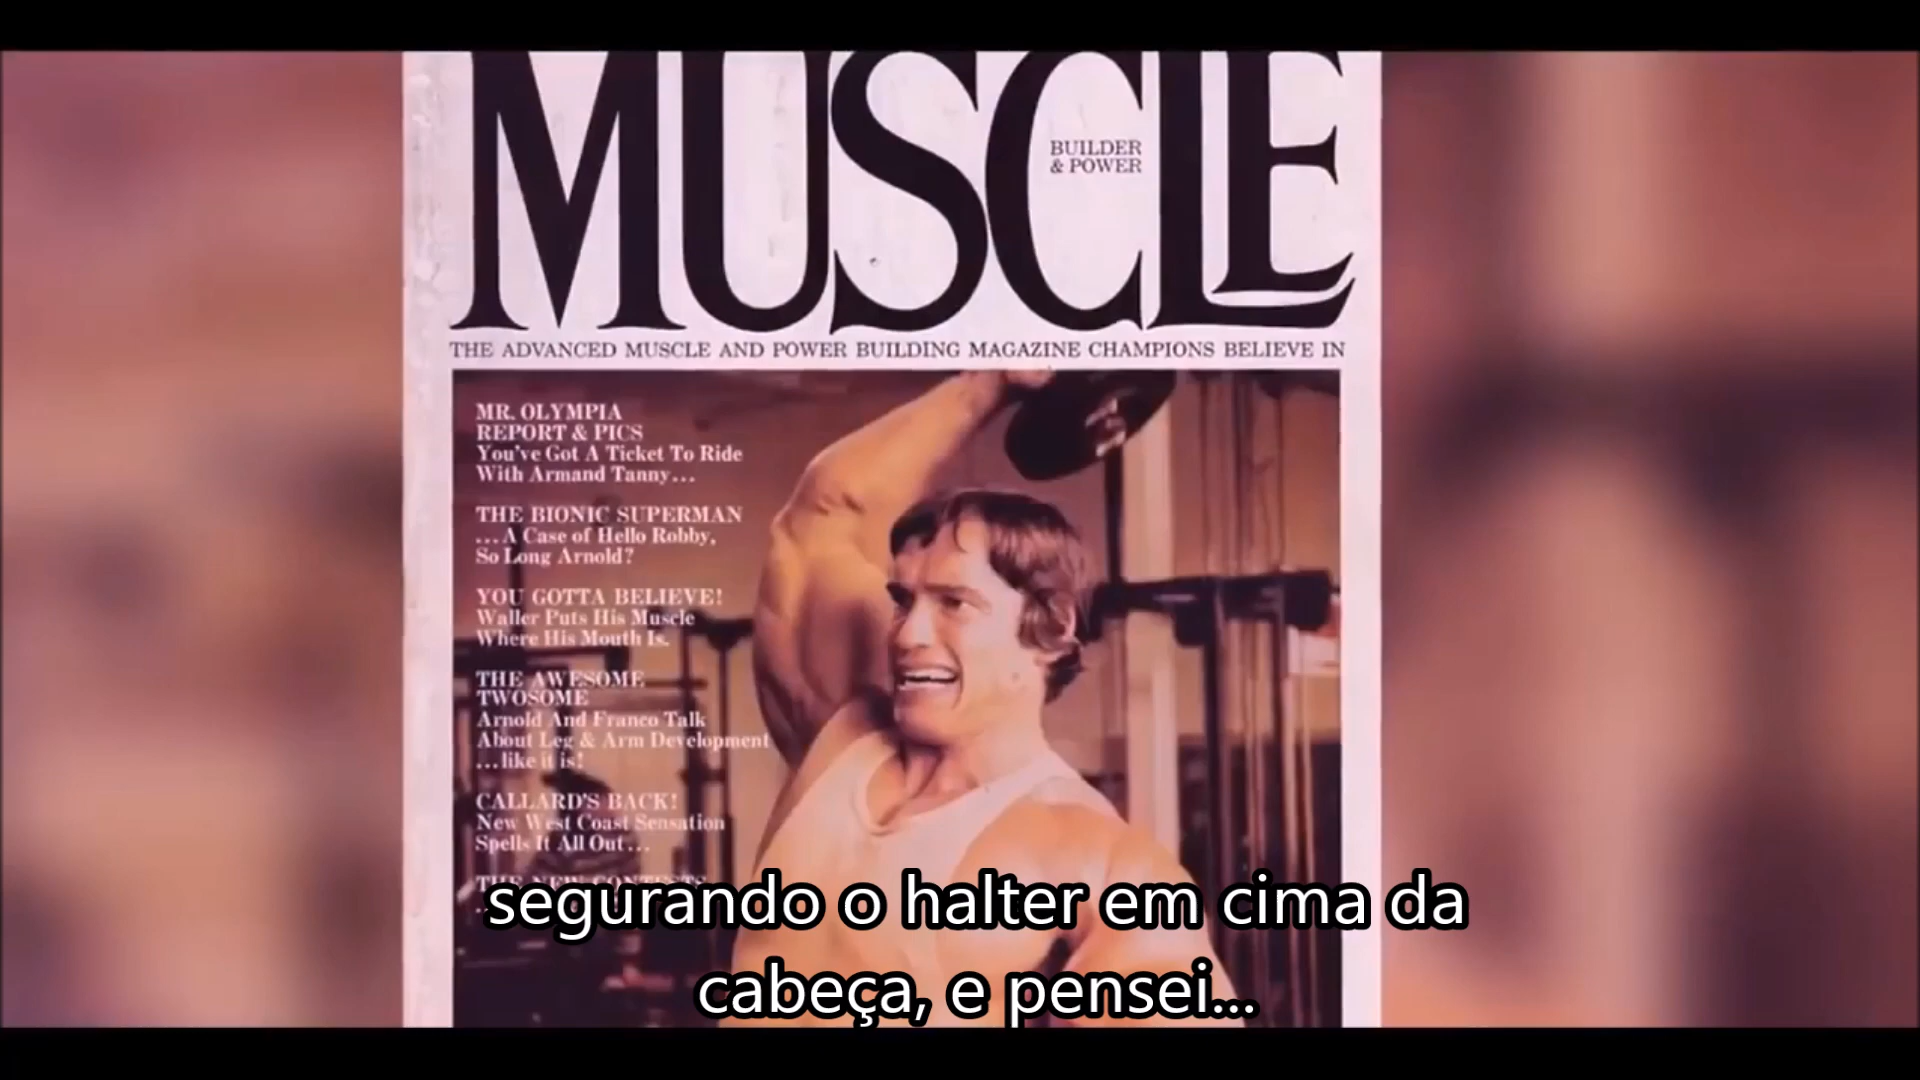 MUSCLE
BUILDER
& POWER
THE ADVANCED MUSCLE AND POWER BUILDING MAGAZINE CHAMPIONS BELIEVE IN
MR. OLYMPIA
REPORT & PICS
You've Got A Ticket To Ride
With Armand Tanny...
THE BIONIC SUPERMAN
...A Case of Hello Robby,
So Long Arnold?
YOU GOTTA BELIEVE!
Waller Puts His Muscle
Where His Mouth Is.
THE AWESOME
TWOSOME
Arnold And Franco Talk
About Leg & Arm Development
...like it is!
CALLARD'S BACK!
New West Coast Sensation
Spells It All Out...
THE NEW CONTESTS
segurando o halter em cima da
cabeça, e pensei...